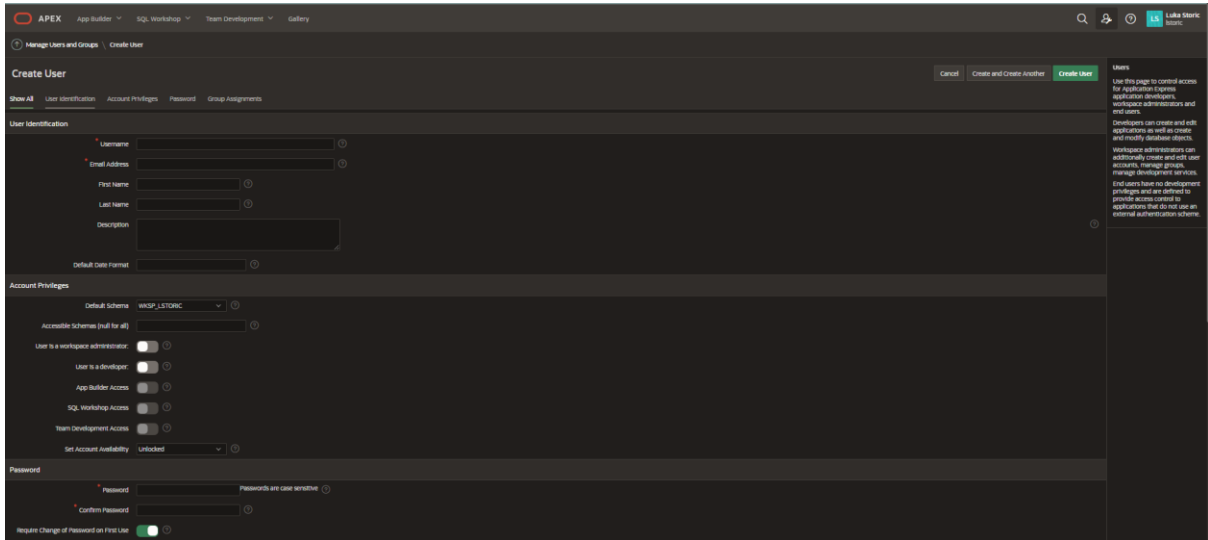 APEX App Builder SQL Workshop Team Development Gallery LS Luka Storic
lstoric
Manage Users and Groups \ Create User
Create User Cancel Create and Create Another Create User
Show All User Identification Account Privileges Password Group Assignments
User Identification
* Username
* Email Address
First Name
Last Name
Description
Default Date Format
Account Privileges
Default Schema WKSP_LSTORIC
Accessible Schemas (null for all)
User is a workspace administrator:
User is a developer:
App Builder Access
SQL Workshop Access
Team Development Access
Set Account Availability Unlocked
Password
* Password Passwords are case sensitive
* Confirm Password
Require Change of Password on First Use
Users
Use this page to control access
for Application Express
application developers,
workspace administrators and
end users.
Developers can create and edit
applications as well as create
and modify database objects.
Workspace administrators can
additionally create and edit user
accounts, manage groups,
manage development services.
End users have no development
privileges and are defined to
provide access control to
applications that do not use an
external authentication scheme.